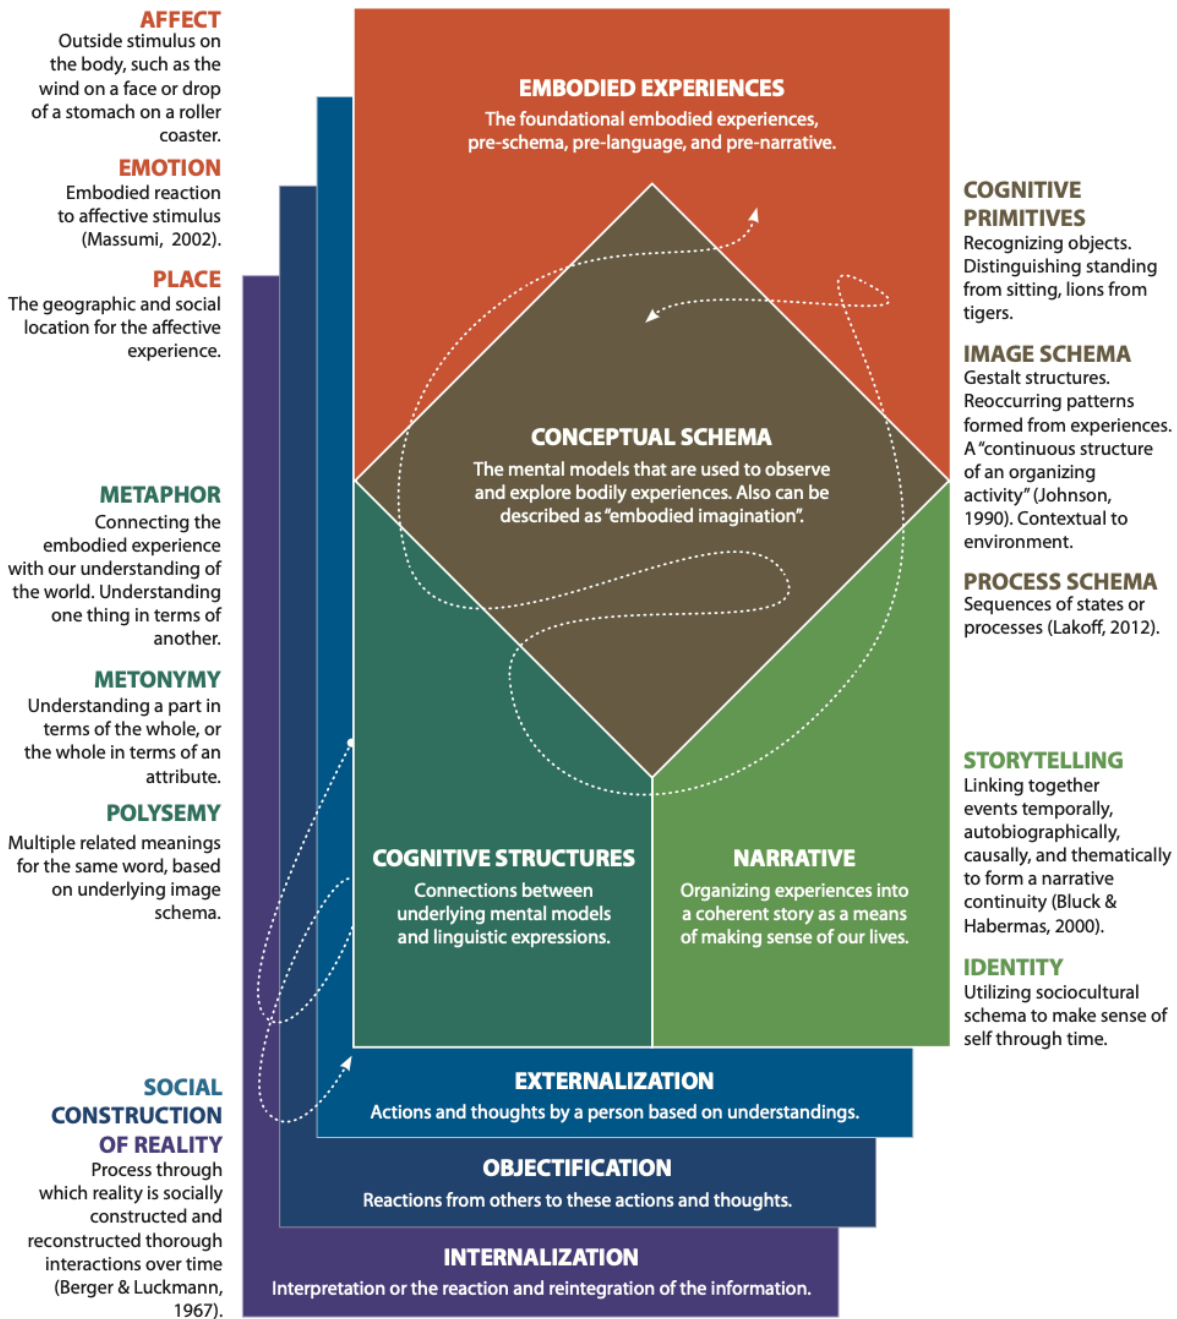 AFFECT
Outside stimulus on
the body, such as the
wind on a face or drop
of a stomach on a roller
coaster.
EMOTION
Embodied reaction
to affective stimulus
(Massumi, 2002).
PLACE
The geographic and social
location for the affective
experience.
METAPHOR
Connecting the
embodied experience
with our understanding of
the world. Understanding
one thing in terms of
another.
METONYMY
Understanding a part in
terms of the whole, or
the whole in terms of an
attribute.
POLYSEMY
Multiple related meanings
for the same word, based
on underlying image
schema.
SOCIAL
CONSTRUCTION
OF REALITY
Process through
which reality is socially
constructed and
reconstructed thorough
interactions over time
(Berger & Luckmann,
1967).
EMBODIED EXPERIENCES
The foundational embodied experiences,
pre-schema, pre-language, and pre-narrative.
CONCEPTUAL SCHEMA
The mental models that are used to observe
and explore bodily experiences. Also can be
described as “embodied imagination”.
COGNITIVE STRUCTURES
Connections between
underlying mental models
and linguistic expressions.
NARRATIVE
Organizing experiences into
a coherent story as a means
of making sense of our lives.
EXTERNALIZATION
Actions and thoughts by a person based on understandings.
OBJECTIFICATION
Reactions from others to these actions and thoughts.
INTERNALIZATION
Interpretation or the reaction and reintegration of the information.
COGNITIVE
PRIMITIVES
Recognizing objects.
Distinguishing standing
from sitting, lions from
tigers.
IMAGE SCHEMA
Gestalt structures.
Reoccurring patterns
formed from experiences.
A “continuous structure
of an organizing
activity” (Johnson,
1990). Contextual to
environment.
PROCESS SCHEMA
Sequences of states or
processes (Lakoff, 2012).
STORYTELLING
Linking together
events temporally,
autobiographically,
causally, and thematically
to form a narrative
continuity (Bluck &
Habermas, 2000).
IDENTITY
Utilizing sociocultural
schema to make sense of
self through time.